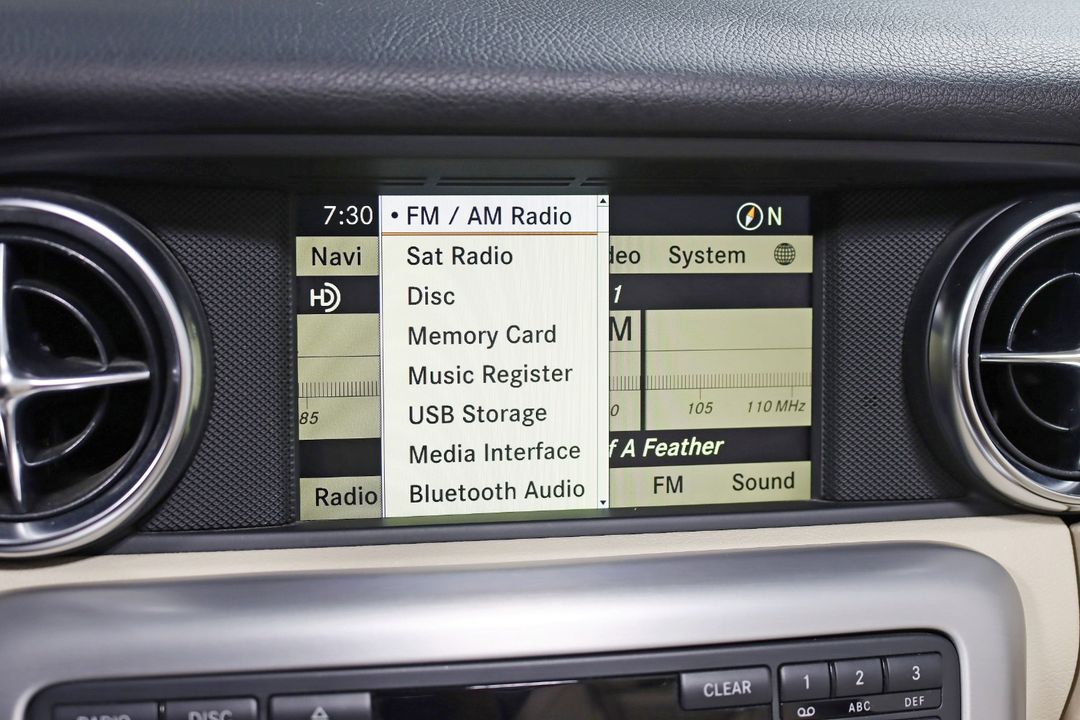 7:30
• FM / AM Radio
N
Navi
Sat Radio
deo
System
HD
Disc
1
Memory Card
M
Music Register
85
USB Storage
0
105
110 MHz
Media Interface
f A Feather
Radio
Bluetooth Audio
FM
Sound
CLEAR
1
2
3
ABC
DEF
RADIO
DISC